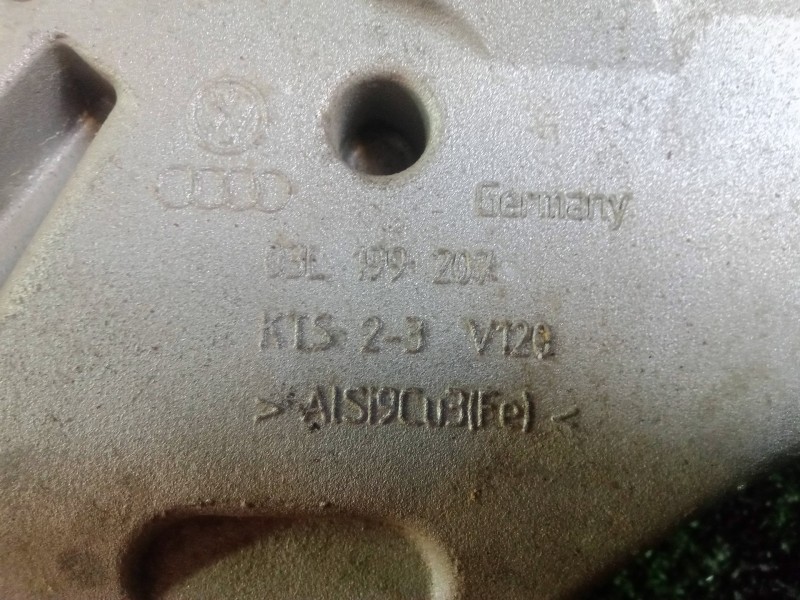 Germany
03L 199 207
KTS 2-3 V120
>AlSi9Cu3(Fe)<